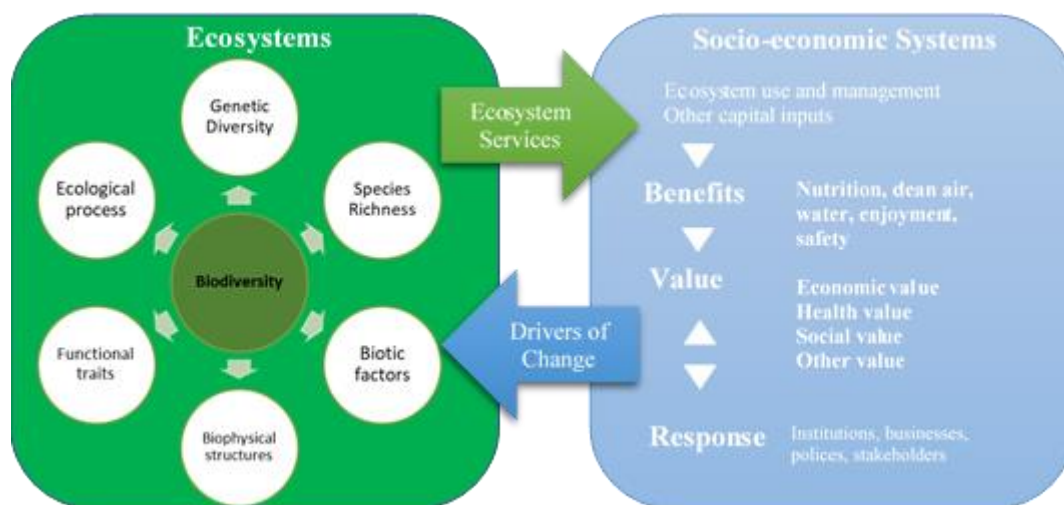 Ecosystems
Genetic
Diversity
Ecological
process
Species
Richness
Biodiversity
Functional
traits
Biotic
factors
Biophysical
structures
Ecosystem
Services
Drivers of
Change
Socio-economic Systems
Ecosystem use and management
Other capital inputs
Benefits
Nutrition, dean air,
water, enjoyment,
safety
Value
Economic value
Health value
Social value
Other value
Response
Institutions, businesses,
polices, stakeholders